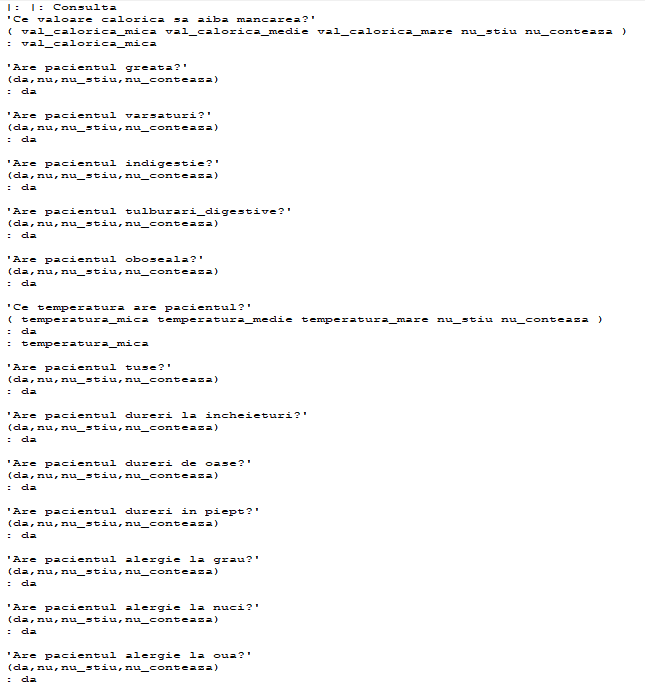 |: |: Consulta
'Ce valoare calorica sa aiba mancarea?'
( val_calorica_mica val_calorica_medie val_calorica_mare nu_stiu nu_conteaza )
: val_calorica_mica
'Are pacientul greata?'
(da,nu,nu_stiu,nu_conteaza)
: da
'Are pacientul varsaturi?'
(da,nu,nu_stiu,nu_conteaza)
: da
'Are pacientul indigestie?'
(da,nu,nu_stiu,nu_conteaza)
: da
'Are pacientul tulburari_digestive?'
(da,nu,nu_stiu,nu_conteaza)
: da
'Are pacientul oboseala?'
(da,nu,nu_stiu,nu_conteaza)
: da
'Ce temperatura are pacientul?'
( temperatura_mica temperatura_medie temperatura_mare nu_stiu nu_conteaza )
: da
: temperatura_mica
'Are pacientul tuse?'
(da,nu,nu_stiu,nu_conteaza)
: da
'Are pacientul dureri la incheieturi?'
(da,nu,nu_stiu,nu_conteaza)
: da
'Are pacientul dureri de oase?'
(da,nu,nu_stiu,nu_conteaza)
: da
'Are pacientul dureri in piept?'
(da,nu,nu_stiu,nu_conteaza)
: da
'Are pacientul alergie la grau?'
(da,nu,nu_stiu,nu_conteaza)
: da
'Are pacientul alergie la nuci?'
(da,nu,nu_stiu,nu_conteaza)
: da
'Are pacientul alergie la oua?'
(da,nu,nu_stiu,nu_conteaza)
: da